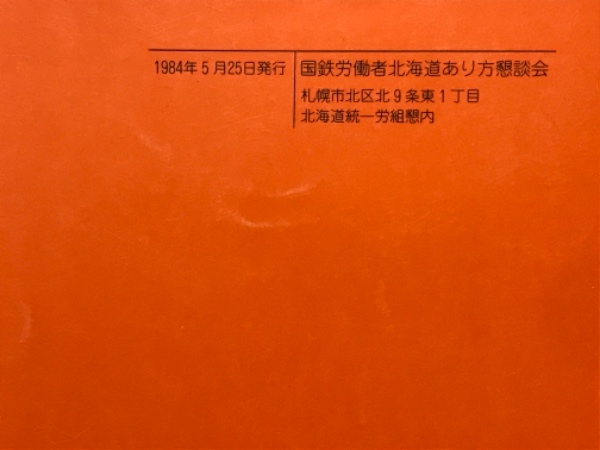 1984年5月25日発行
国鉄労働者北海道あり方懇談会
札幌市北区北9条東1丁目
北海道統一労組懇内